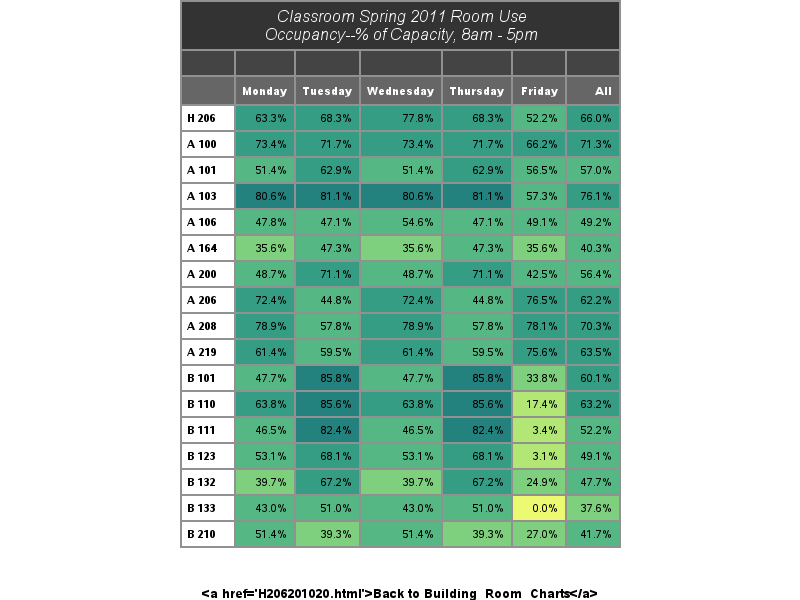 Classroom Spring 2011 Room Use
Occupancy--% of Capacity, 8am - 5pm
Monday Tuesday Wednesday Thursday Friday All
H 206 63.3% 68.3% 77.8% 68.3% 52.2% 66.0%
A 100 73.4% 71.7% 73.4% 71.7% 66.2% 71.3%
A 101 51.4% 62.9% 51.4% 62.9% 56.5% 57.0%
A 103 80.6% 81.1% 80.6% 81.1% 57.3% 76.1%
A 106 47.8% 47.1% 54.6% 47.1% 49.1% 49.2%
A 164 35.6% 47.3% 35.6% 47.3% 35.6% 40.3%
A 200 48.7% 71.1% 48.7% 71.1% 42.5% 56.4%
A 206 72.4% 44.8% 72.4% 44.8% 76.5% 62.2%
A 208 78.9% 57.8% 78.9% 57.8% 78.1% 70.3%
A 219 61.4% 59.5% 61.4% 59.5% 75.6% 63.5%
B 101 47.7% 85.8% 47.7% 85.8% 33.8% 60.1%
B 110 63.8% 85.6% 63.8% 85.6% 17.4% 63.2%
B 111 46.5% 82.4% 46.5% 82.4% 3.4% 52.2%
B 123 53.1% 68.1% 53.1% 68.1% 3.1% 49.1%
B 132 39.7% 67.2% 39.7% 67.2% 24.9% 47.7%
B 133 43.0% 51.0% 43.0% 51.0% 0.0% 37.6%
B 210 51.4% 39.3% 51.4% 39.3% 27.0% 41.7%
<a href='H206201020.html'>Back to Building_Room_Charts</a>